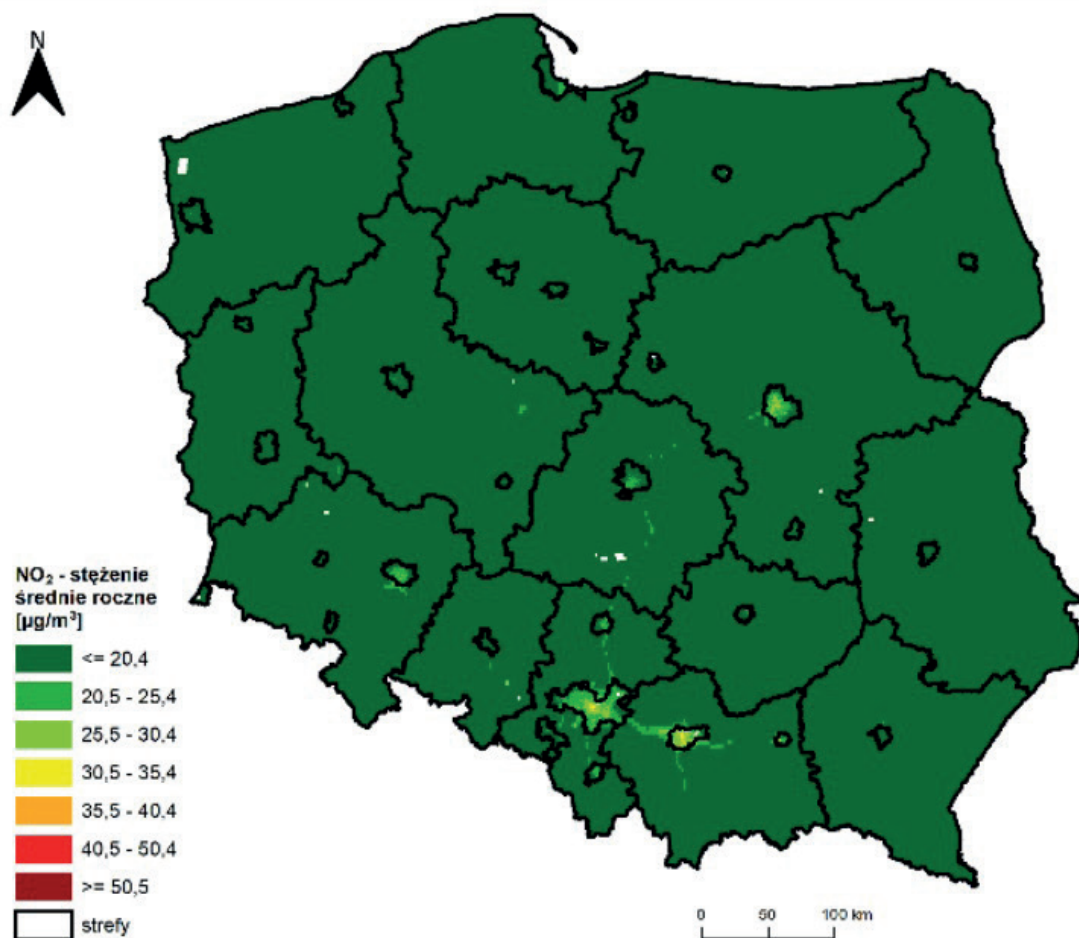 N
NO₂ - stężenie
średnie roczne
[µg/m³]
<= 20,4
20,5 - 25,4
25,5 - 30,4
30,5 - 35,4
35,5 - 40,4
40,5 - 50,4
>= 50,5
strefy
0 50 100 km